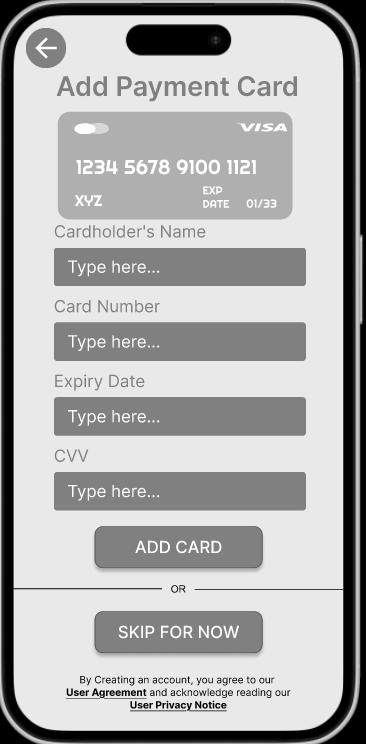 Add Payment Card
VISA
1234 5678 9100 1121
XYZ
EXP
DATE 01/33
Cardholder's Name
Type here...
Card Number
Type here...
Expiry Date
Type here...
CVV
Type here...
ADD CARD
OR
SKIP FOR NOW
By Creating an account, you agree to our
User Agreement and acknowledge reading our
User Privacy Notice